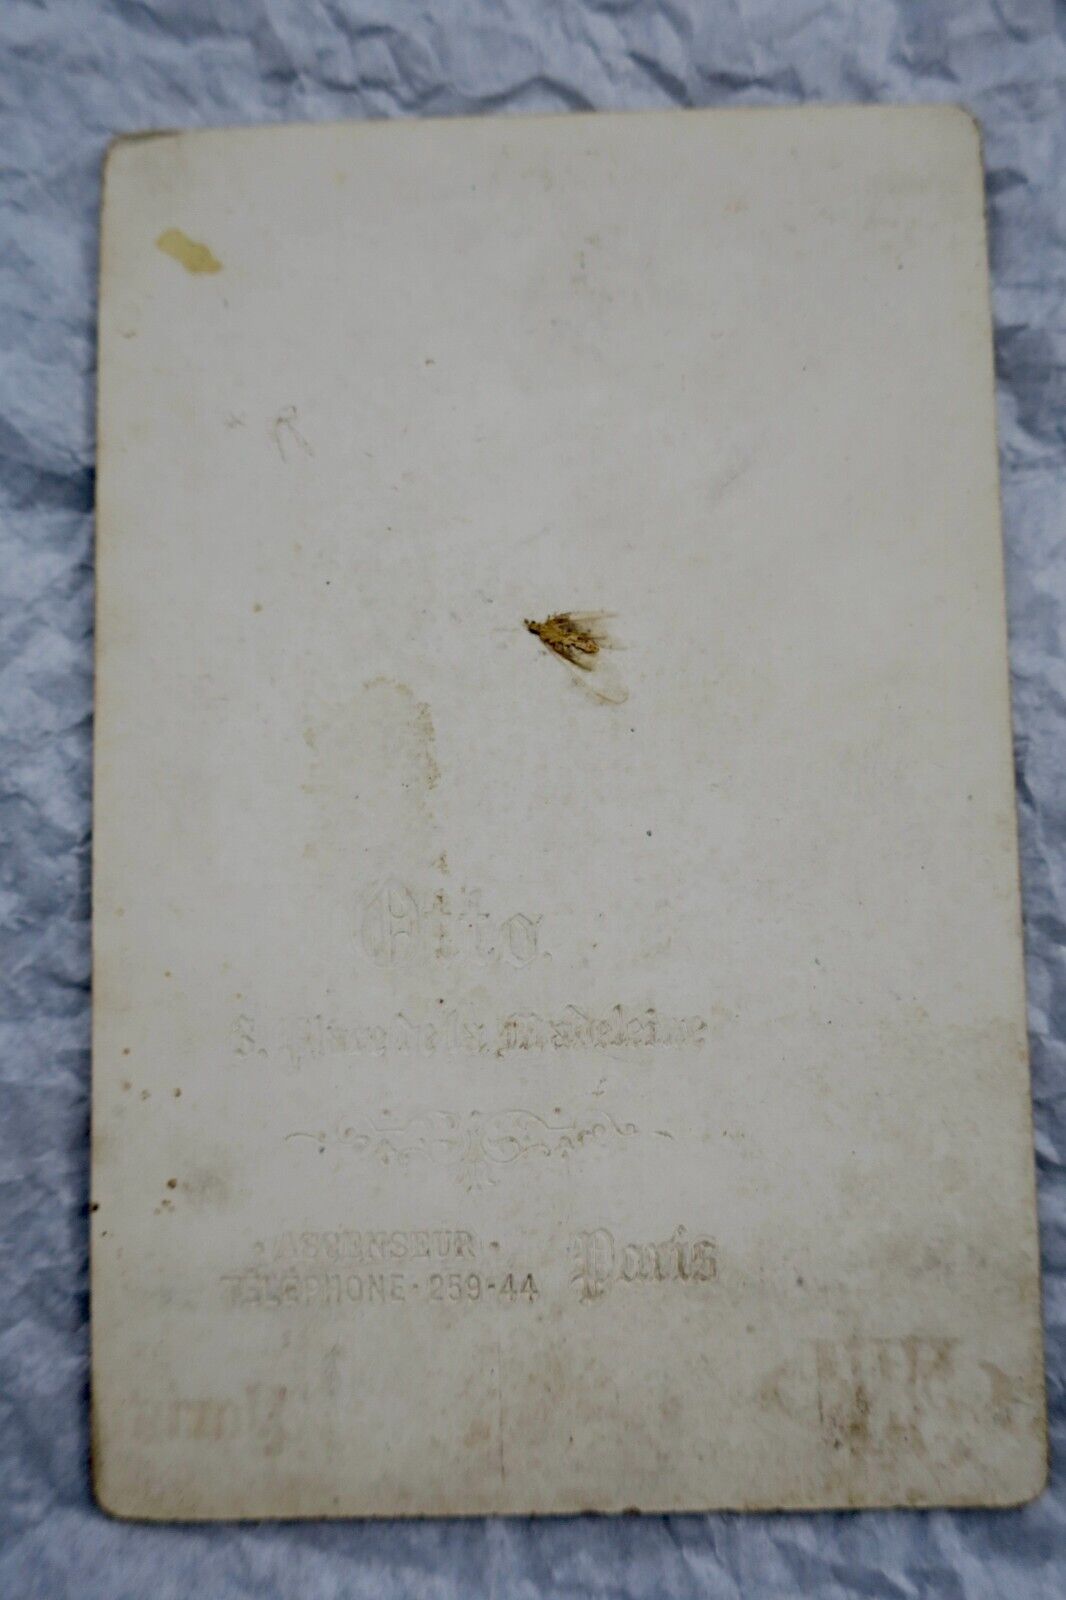 Otto.
3. Place de la Madeleine
· ASCENSEUR ·
TÉLÉPHONE · 259-44
Paris